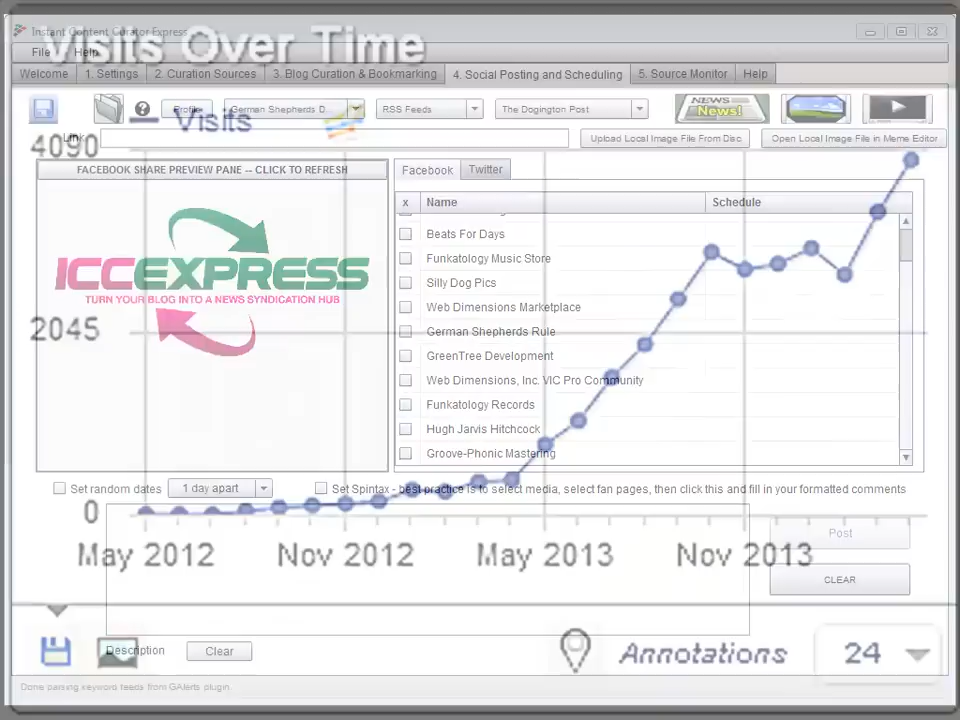 Instant Content Curator Express
Visits Over Time
File Help
Welcome 1. Settings 2. Curation Sources 3. Blog Curation & Bookmarking 4. Social Posting and Scheduling 5. Source Monitor Help
Profile German Shepherds D RSS Feeds The Dogington Post NEWS News!
Visits
Link
Upload Local Image File From Disc Open Local Image File in Meme Editor
4090
FACEBOOK SHARE PREVIEW PANE -- CLICK TO REFRESH
Facebook Twitter
x Name Schedule
Beats For Days
Funkatology Music Store
ICCEXPRESS
TURN YOUR BLOG INTO A NEWS SYNDICATION HUB
Silly Dog Pics
Web Dimensions Marketplace
2045
German Shepherds Rule
GreenTree Development
Web Dimensions, Inc. VIC Pro Community
Funkatology Records
Hugh Jarvis Hitchcock
Groove-Phonic Mastering
Set random dates 1 day apart Set Spintax - best practice is to select media, select fan pages, then click this and fill in your formatted comments
0
Post
May 2012 Nov 2012 May 2013 Nov 2013
CLEAR
Description Clear
Annotations 24
Done parsing keyword feeds from GAlerts plugin.